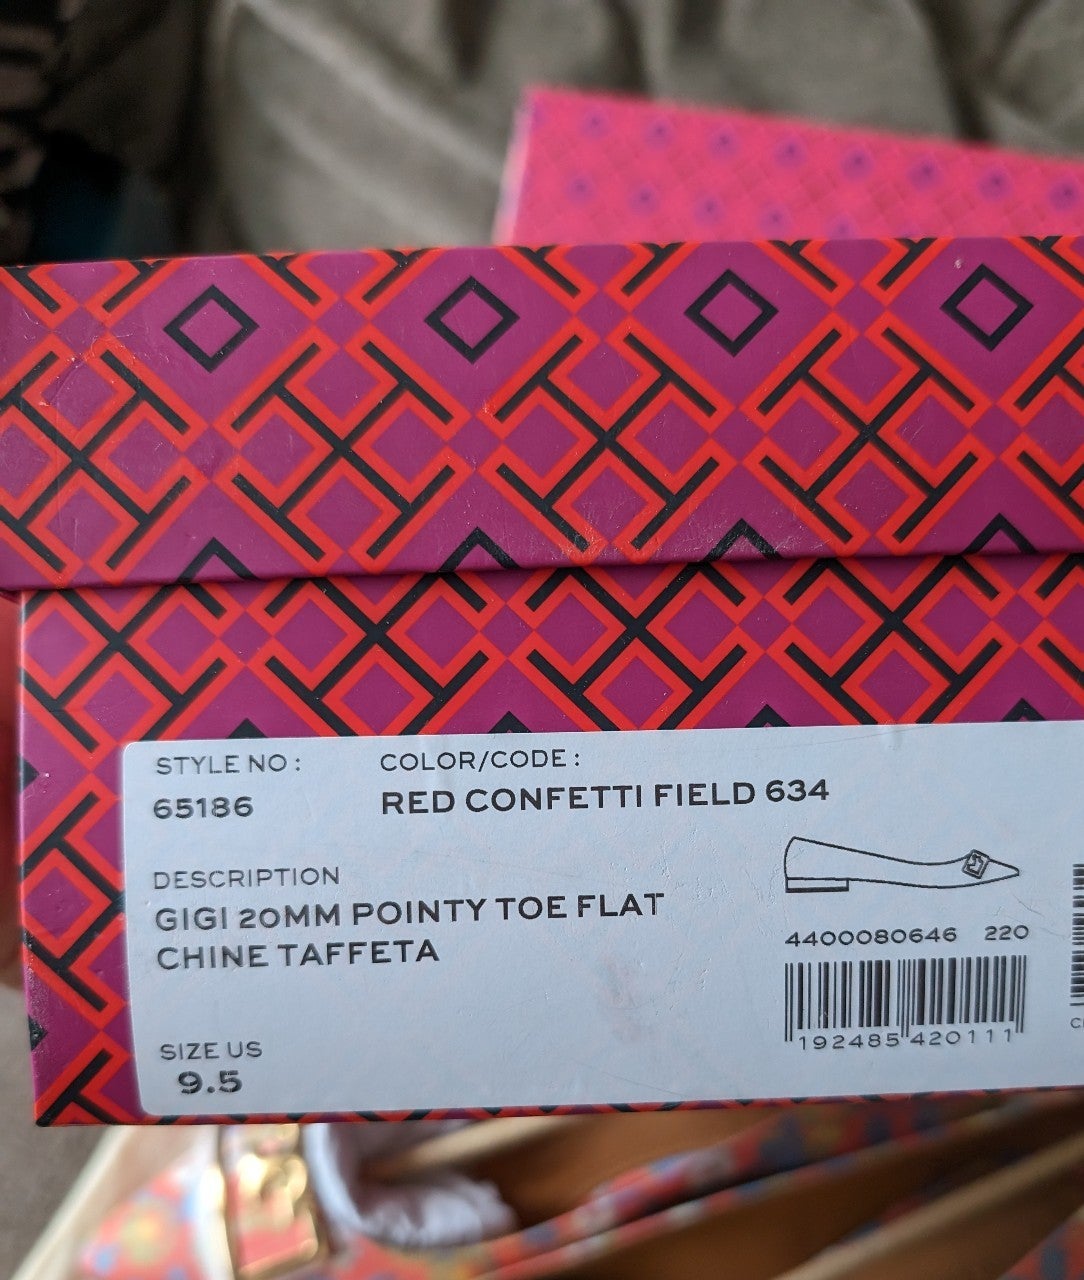 STYLE NO :
COLOR/CODE :
65186
RED CONFETTI FIELD 634
DESCRIPTION
GIGI 20MM POINTY TOE FLAT
CHINE TAFFETA
4400080646 220
192485 420111
SIZE US
9.5